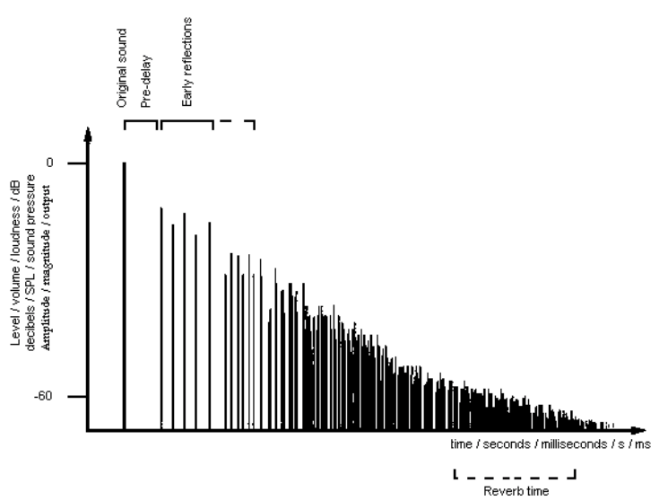 Original sound
Pre-delay
Early reflections
0
Level / volume / loudness / dB
decibels / SPL / sound pressure
Amplitude / magnitude / output
-60
time / seconds / milliseconds / s / ms
Reverb time